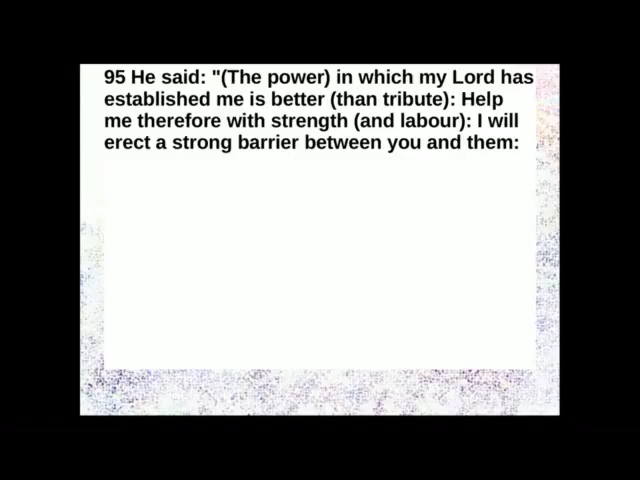 95 He said: "(The power) in which my Lord has
established me is better (than tribute): Help
me therefore with strength (and labour): I will
erect a strong barrier between you and them: